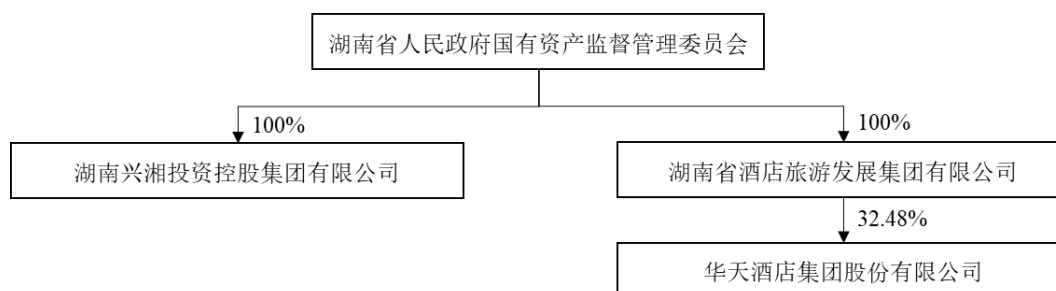 湖南省人民政府国有资产监督管理委员会
100%
100%
湖南兴湘投资控股集团有限公司
湖南省酒店旅游发展集团有限公司
32.48%
华天酒店集团股份有限公司